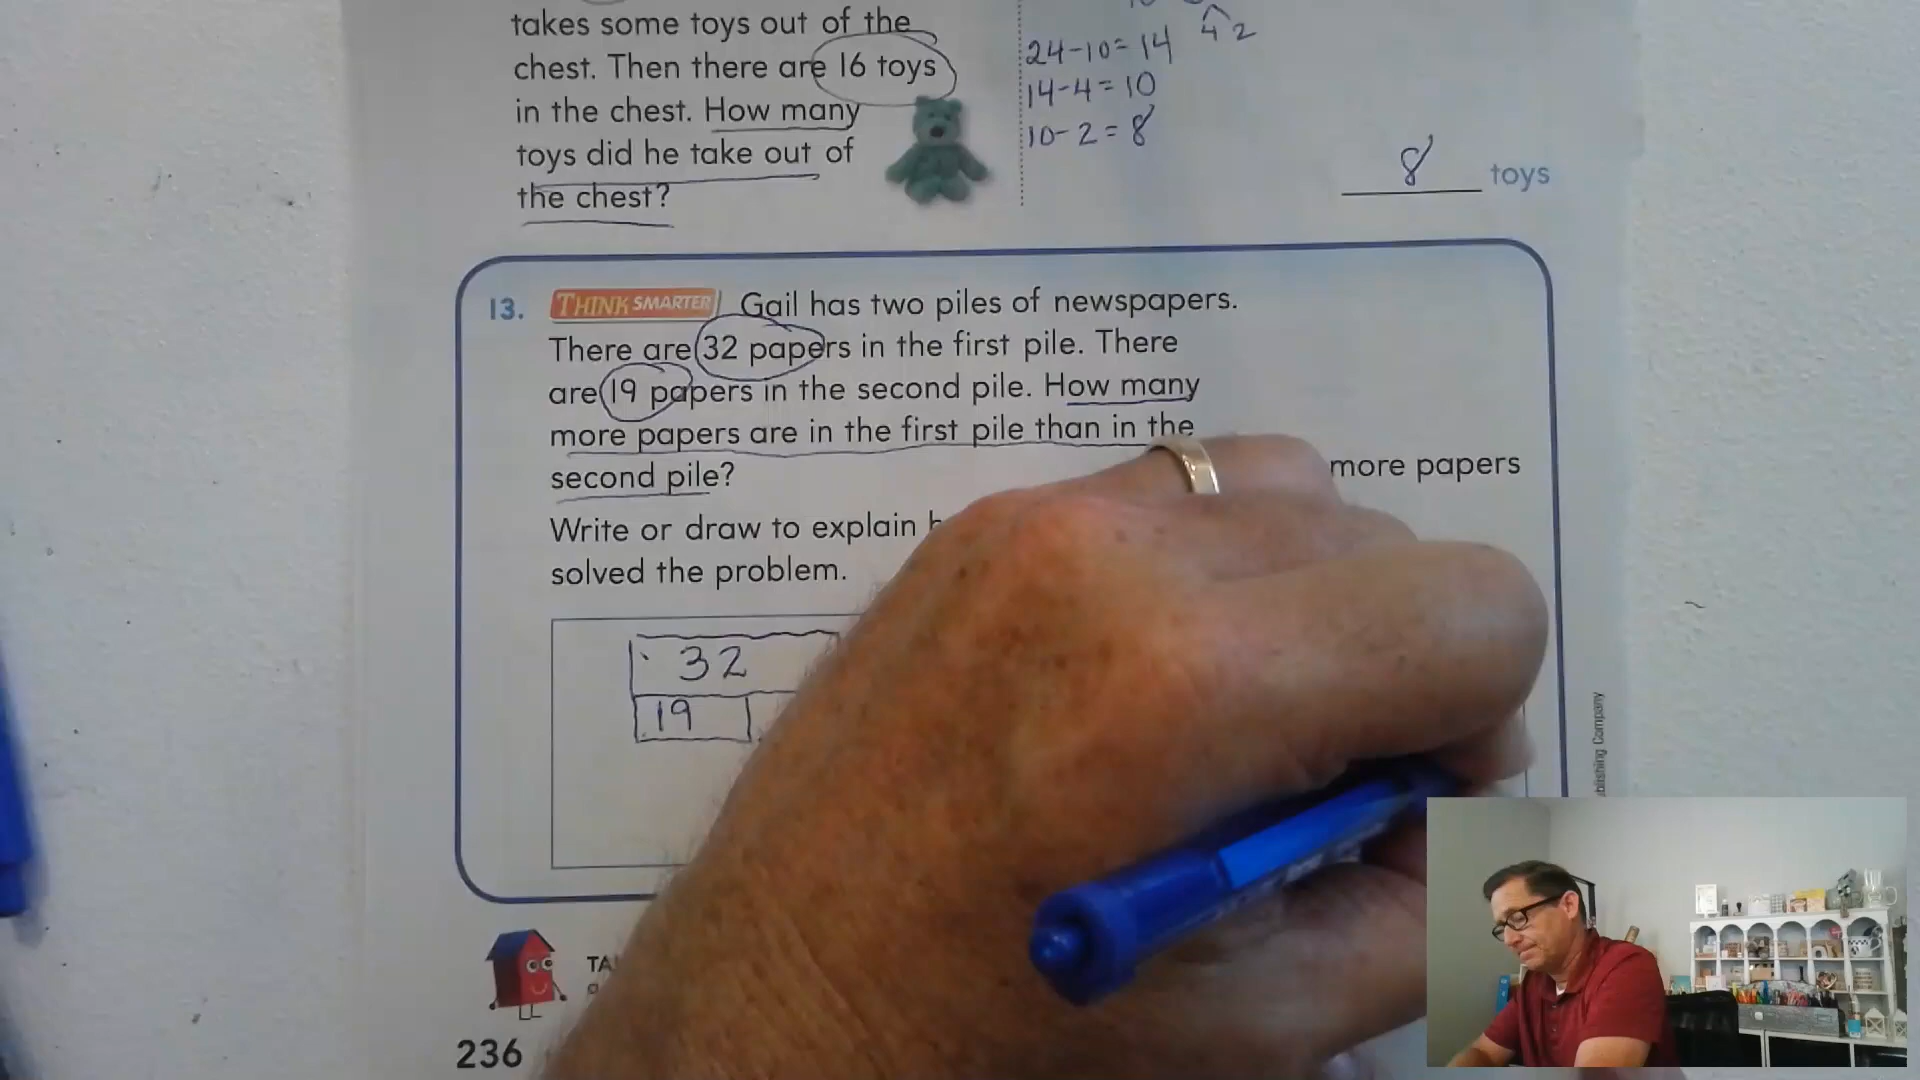 takes some toys out of the
chest. Then there are 16 toys
in the chest. How many
toys did he take out of
the chest?
4 2
24-10=14
14-4=10
10-2=8
8 toys
13. THINK SMARTER Gail has two piles of newspapers.
There are 32 papers in the first pile. There
are 19 papers in the second pile. How many
more papers are in the first pile than in the
second pile?
more papers
Write or draw to explain
solved the problem.
32
19
Company
236